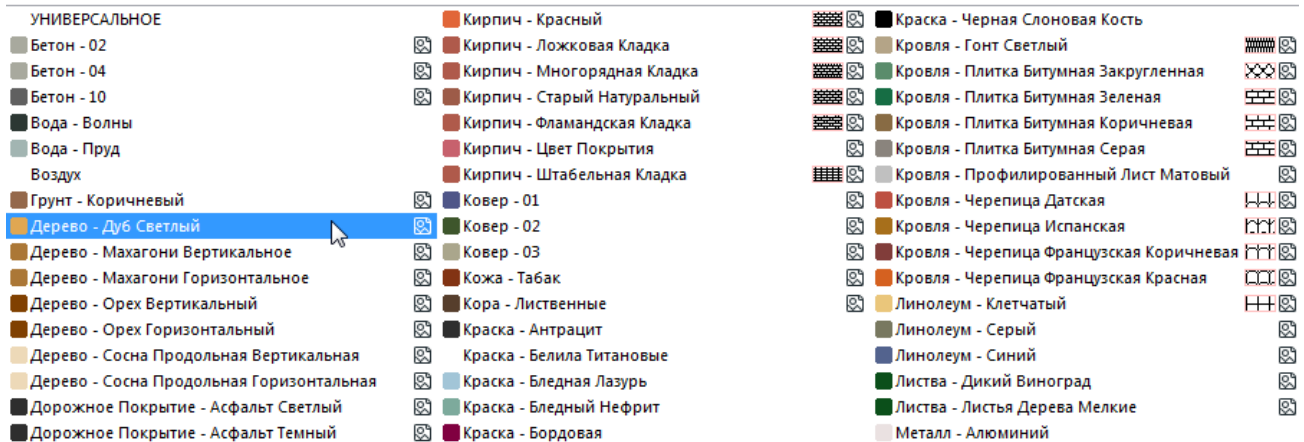 УНИВЕРСАЛЬНОЕ
Бетон - 02
Бетон - 04
Бетон - 10
Вода - Волны
Вода - Пруд
Воздух
Грунт - Коричневый
Дерево - Дуб Светлый
Дерево - Махагони Вертикальное
Дерево - Махагони Горизонтальное
Дерево - Орех Вертикальный
Дерево - Орех Горизонтальный
Дерево - Сосна Продольная Вертикальная
Дерево - Сосна Продольная Горизонтальная
Дорожное Покрытие - Асфальт Светлый
Дорожное Покрытие - Асфальт Темный
Кирпич - Красный
Кирпич - Ложковая Кладка
Кирпич - Многорядная Кладка
Кирпич - Старый Натуральный
Кирпич - Фламандская Кладка
Кирпич - Цвет Покрытия
Кирпич - Штабельная Кладка
Ковер - 01
Ковер - 02
Ковер - 03
Кожа - Табак
Кора - Лиственные
Краска - Антрацит
Краска - Белила Титановые
Краска - Бледная Лазурь
Краска - Бледный Нефрит
Краска - Бордовая
Краска - Черная Слоновая Кость
Кровля - Гонт Светлый
Кровля - Плитка Битумная Закругленная
Кровля - Плитка Битумная Зеленая
Кровля - Плитка Битумная Коричневая
Кровля - Плитка Битумная Серая
Кровля - Профилированный Лист Матовый
Кровля - Черепица Датская
Кровля - Черепица Испанская
Кровля - Черепица Французская Коричневая
Кровля - Черепица Французская Красная
Линолеум - Клетчатый
Линолеум - Серый
Линолеум - Синий
Листва - Дикий Виноград
Листва - Листья Дерева Мелкие
Металл - Алюминий